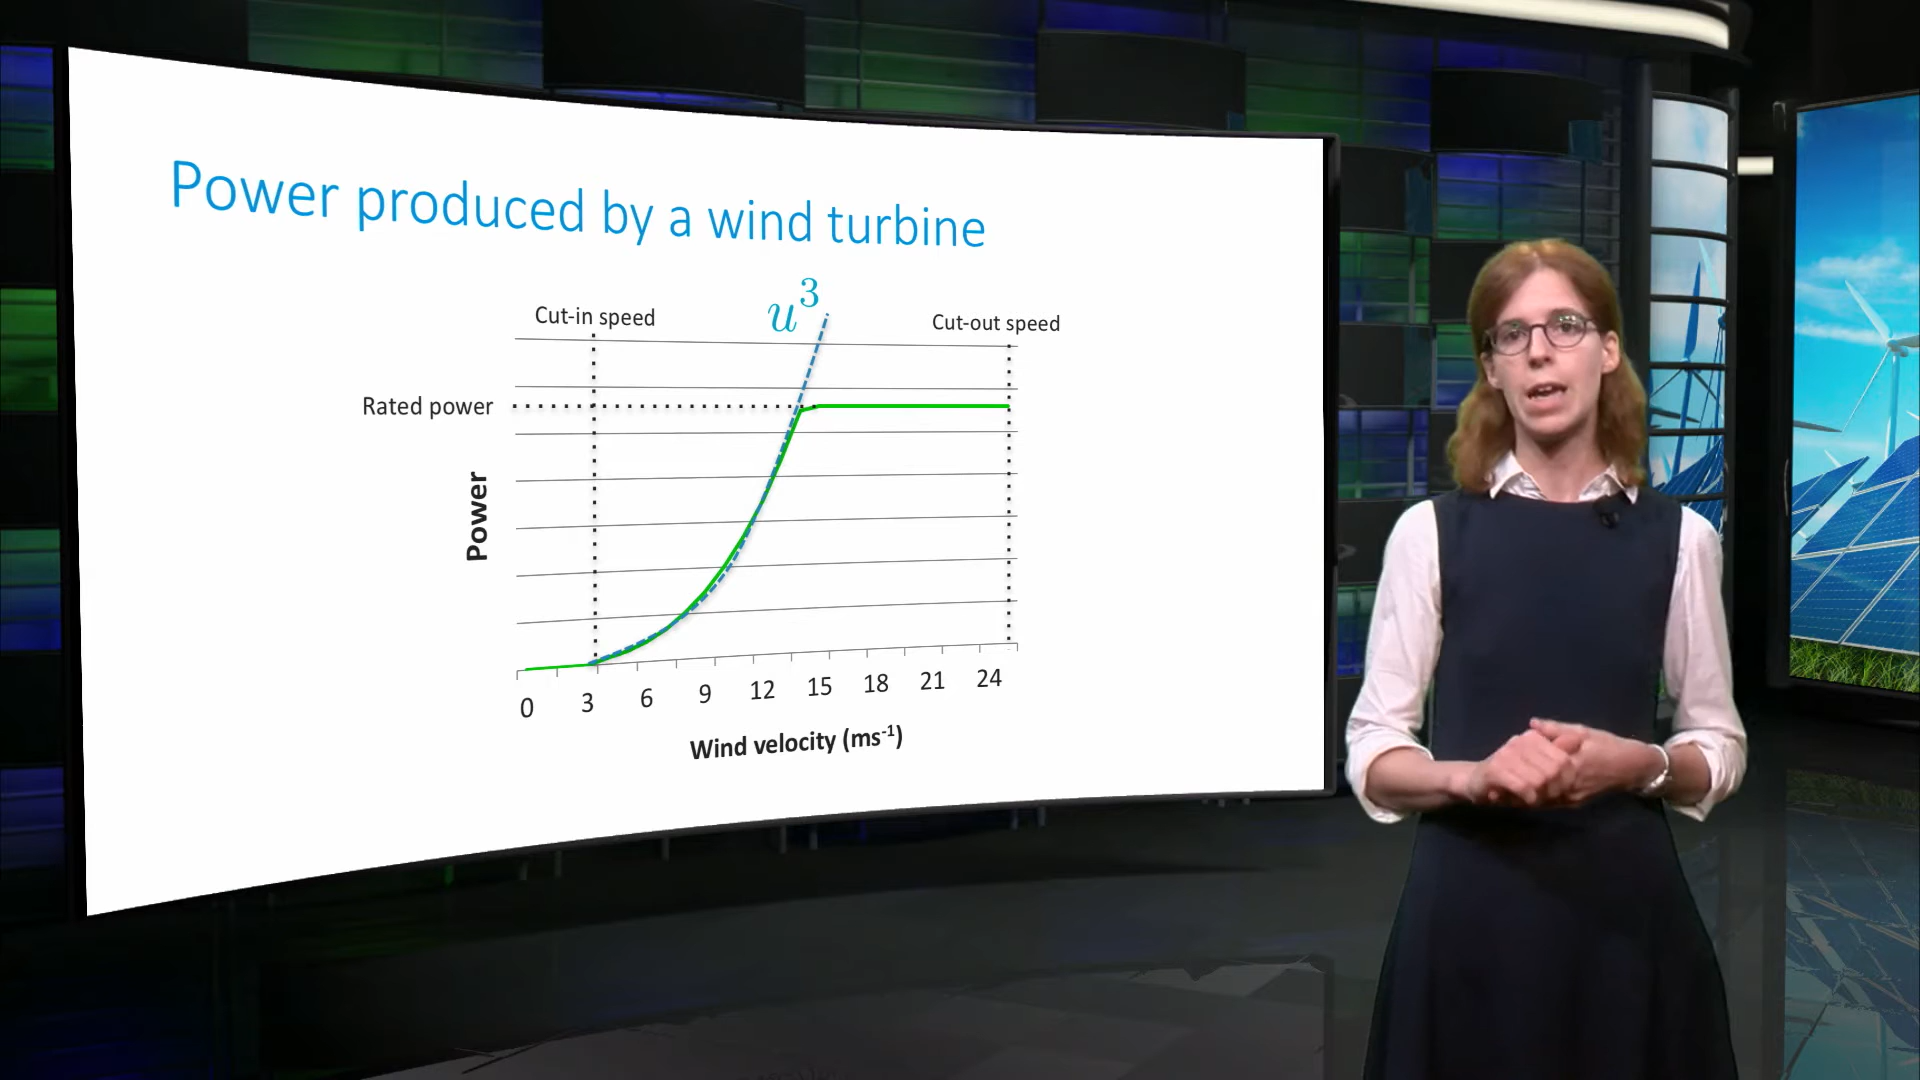 Power produced by a wind turbine
u³
Cut-in speed
Cut-out speed
Rated power
Power
0 3 6 9 12 15 18 21 24
Wind velocity (ms⁻¹)